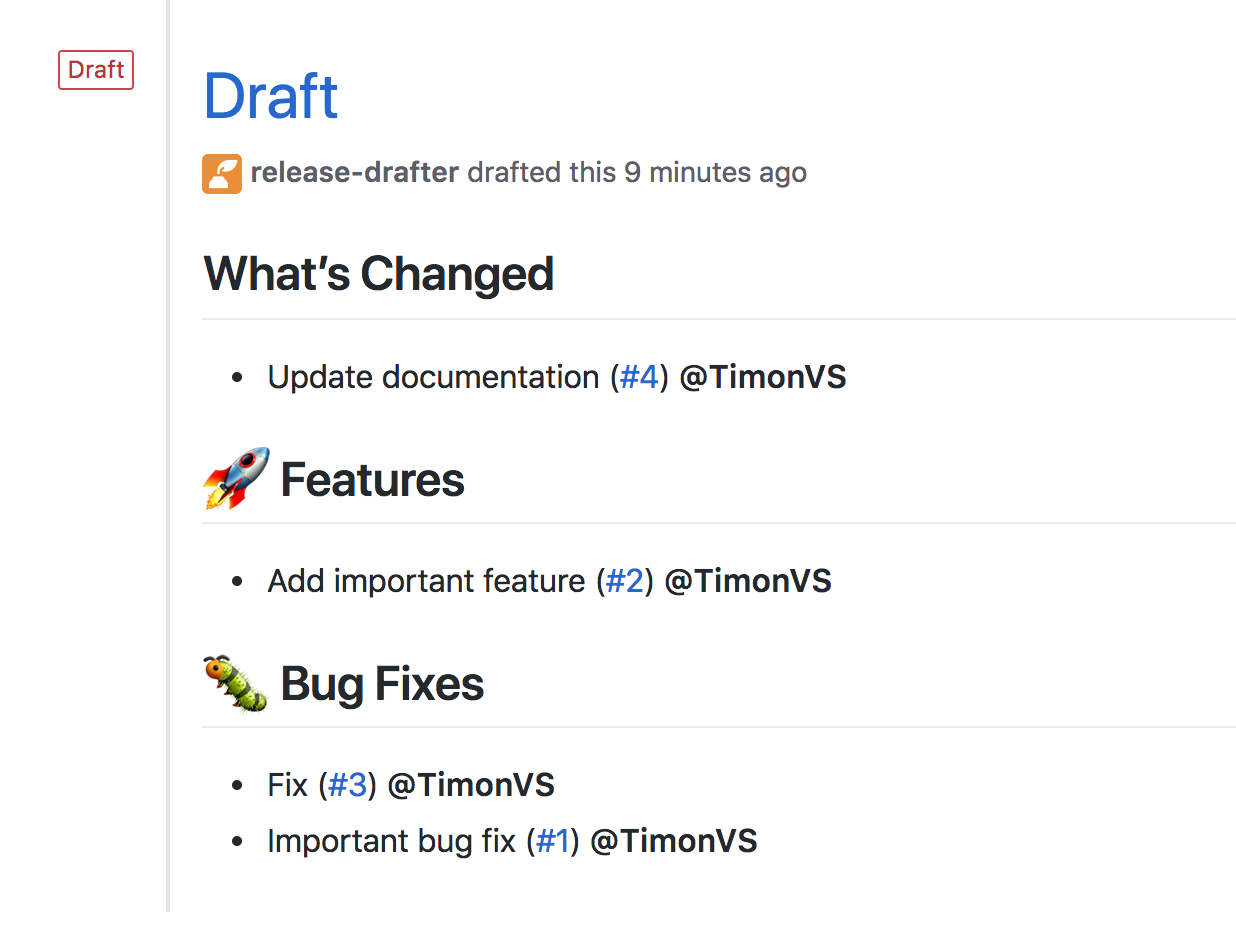 Draft
Draft
release-drafter drafted this 9 minutes ago
What’s Changed
Update documentation (#4) @TimonVS
🚀 Features
Add important feature (#2) @TimonVS
🐛 Bug Fixes
Fix (#3) @TimonVS
Important bug fix (#1) @TimonVS